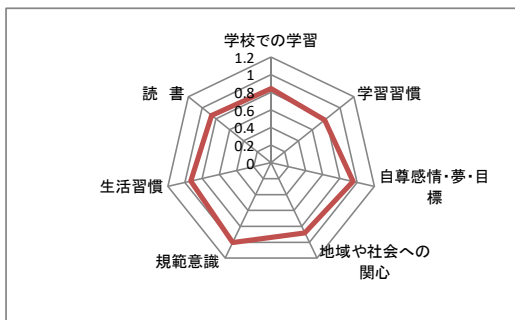 学校での学習
1.2
1
0.8
0.6
0.4
0.2
0
学習習慣
自尊感情・夢・目
標
地域や社会への
関心
規範意識
生活習慣
読 書